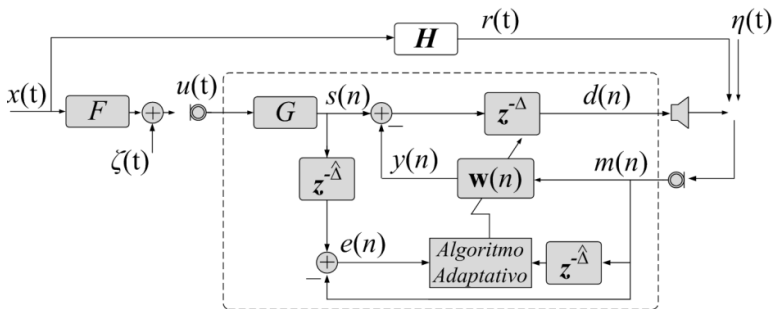 H
r(t)
η(t)
x(t)
F
ζ(t)
u(t)
G
s(n)
z^-Δ
d(n)
y(n)
w(n)
m(n)
z^-Δ̂
e(n)
Algoritmo
Adaptativo
z^-Δ̂